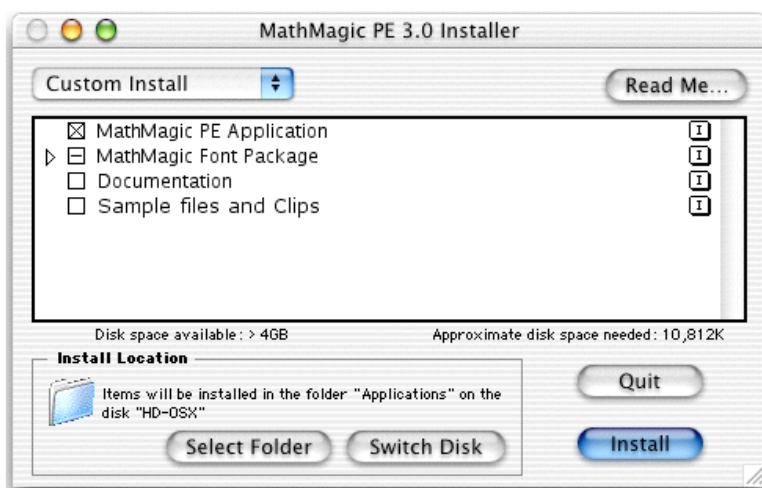 MathMagic PE 3.0 Installer
Custom Install
Read Me...
MathMagic PE Application
MathMagic Font Package
Documentation
Sample files and Clips
Disk space available: > 4GB
Approximate disk space needed: 10,812K
Install Location
Items will be installed in the folder "Applications" on the
disk "HD-OSX"
Select Folder
Switch Disk
Quit
Install